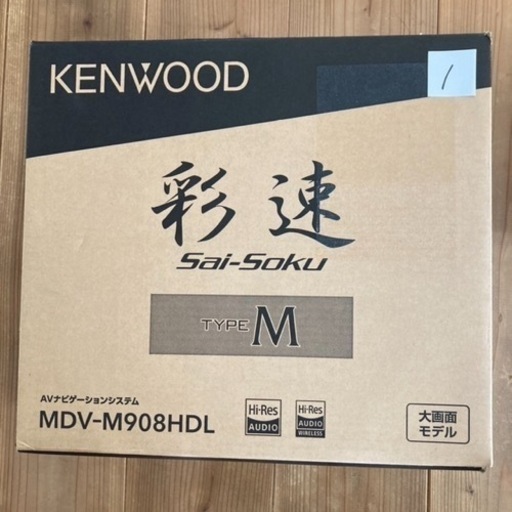 KENWOOD
1
彩速
Sai-Soku
TYPE M
AVナビゲーションシステム
MDV-M908HDL
Hi-Res
AUDIO
Hi-Res
AUDIO
WIRELESS
大画面
モデル